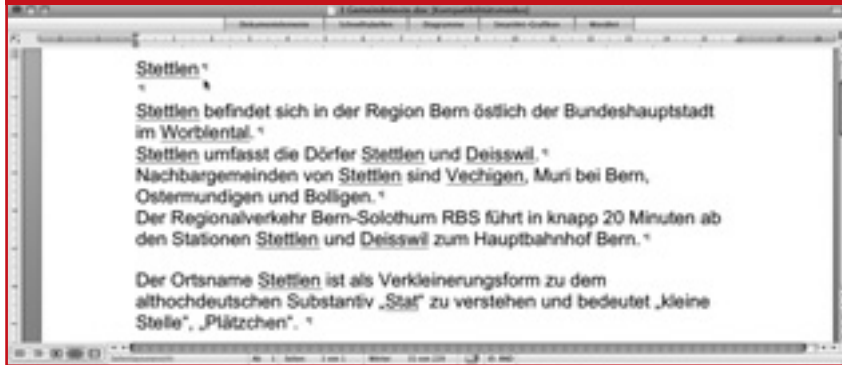 Stettlen
Stettlen befindet sich in der Region Bern östlich der Bundeshauptstadt
im Worblental.
Stettlen umfasst die Dörfer Stettlen und Deisswil.
Nachbargemeinden von Stettlen sind Vechigen, Muri bei Bern,
Ostermundigen und Bolligen.
Der Regionalverkehr Bern-Solothurn RBS führt in knapp 20 Minuten ab
den Stationen Stettlen und Deisswil zum Hauptbahnhof Bern.
Der Ortsname Stettlen ist als Verkleinerungsform zu dem
althochdeutschen Substantiv „Stat“ zu verstehen und bedeutet „kleine
Stelle“, „Plätzchen“.